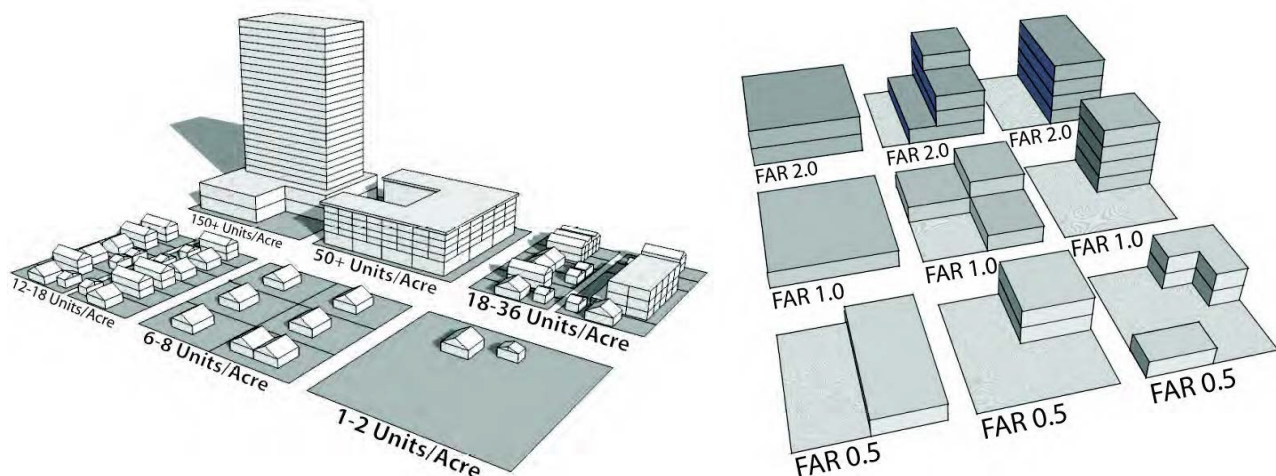 150+ Units/Acre
50+ Units/Acre
12-18 Units/Acre
18-36 Units/Acre
6-8 Units/Acre
1-2 Units/Acre
FAR 2.0
FAR 2.0
FAR 2.0
FAR 1.0
FAR 1.0
FAR 1.0
FAR 0.5
FAR 0.5
FAR 0.5